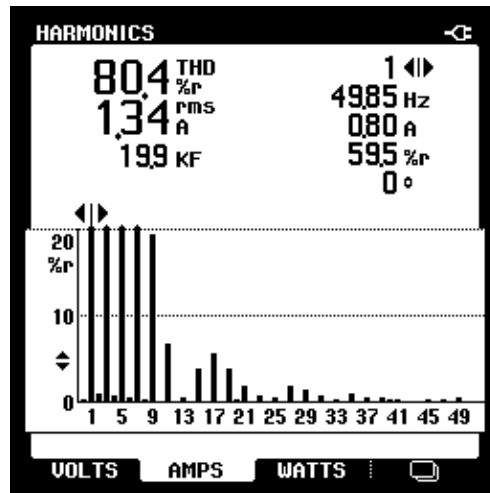 HARMONICS
80.4 THD %r
1.34 rms A
19.9 KF
1
49.85 Hz
0.80 A
59.5 %r
0 °
20
%r
10
0
1 5 9 13 17 21 25 29 33 37 41 45 49
VOLTS AMPS WATTS